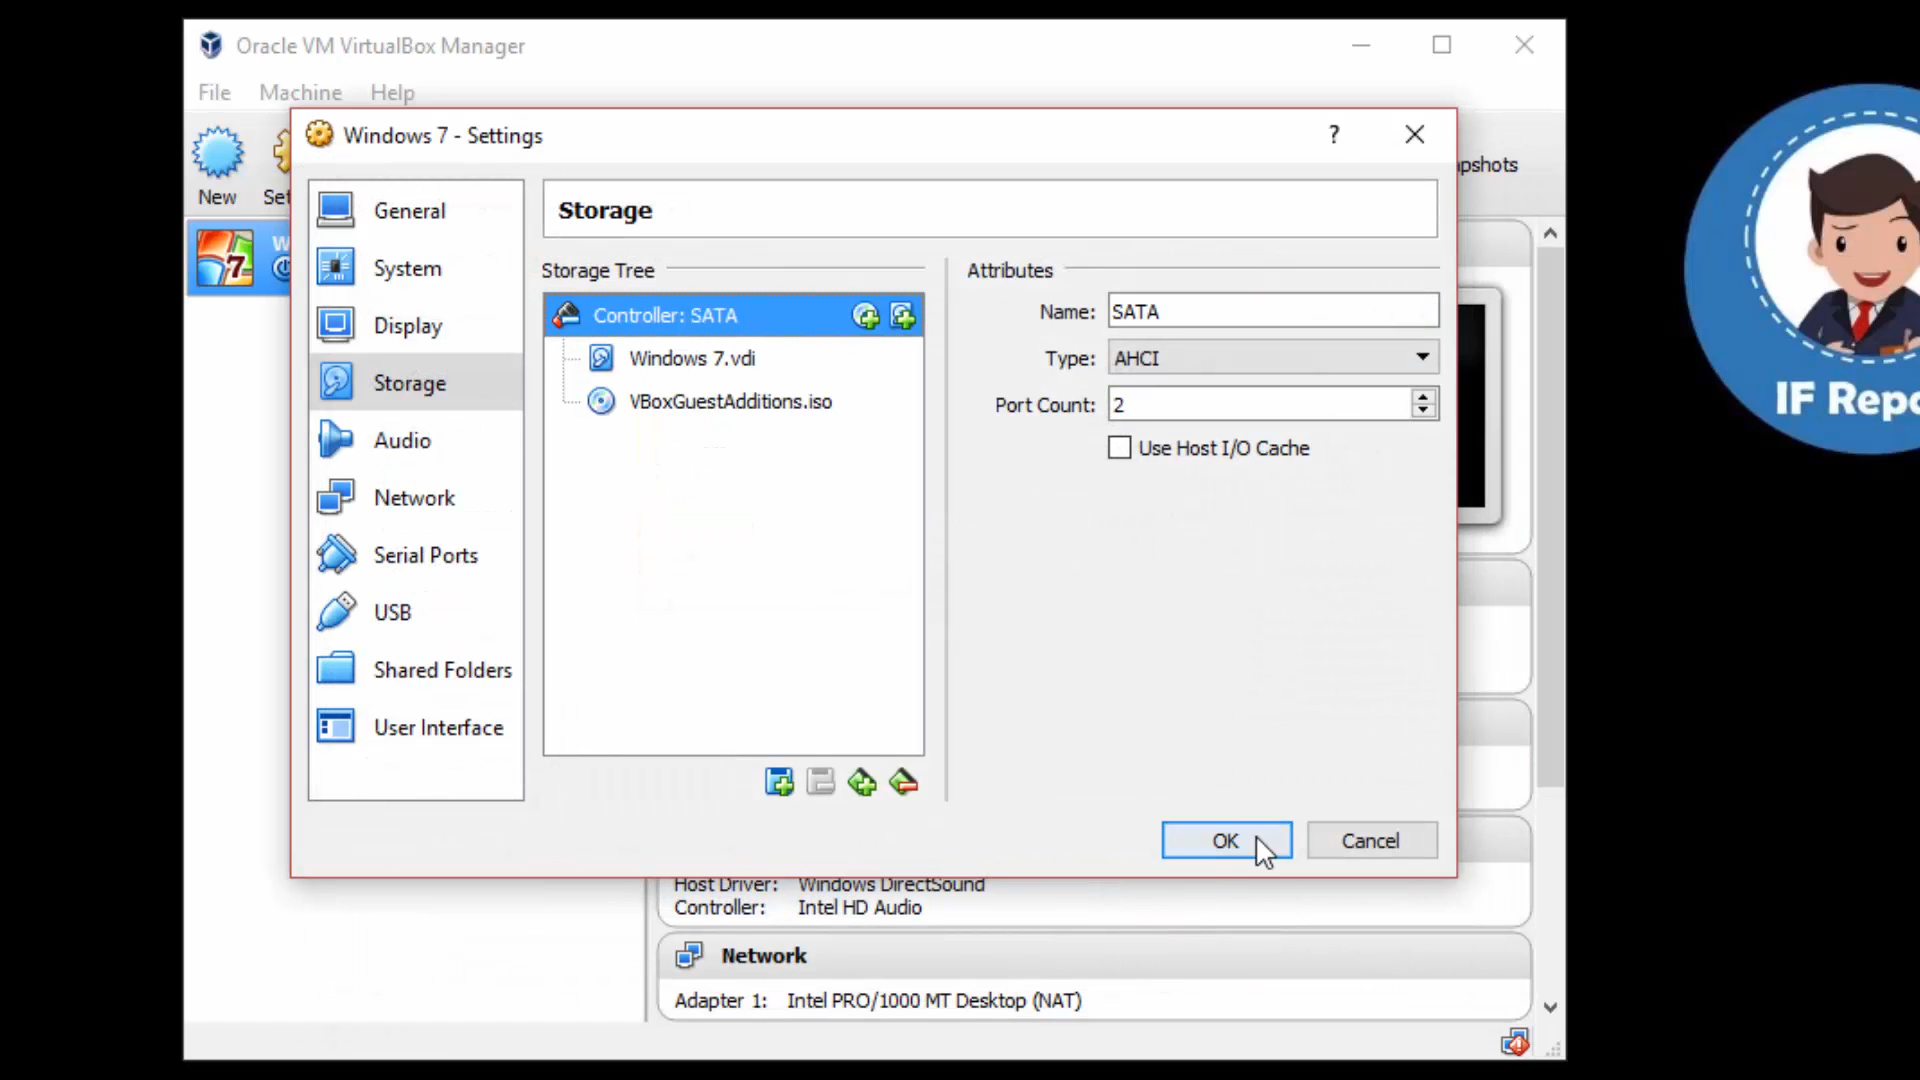 Oracle VM VirtualBox Manager
File Machine Help
Windows 7 - Settings
?
New
General
Storage
System
Storage Tree
Attributes
Controller: SATA
Name: SATA
7
Display
Windows 7.vdi
Type: AHCI
Storage
VBoxGuestAdditions.iso
Port Count: 2
Audio
Use Host I/O Cache
Network
Serial Ports
USB
Shared Folders
User Interface
OK
Cancel
Host Driver: Windows DirectSound
Controller: Intel HD Audio
Network
Adapter 1: Intel PRO/1000 MT Desktop (NAT)
IF